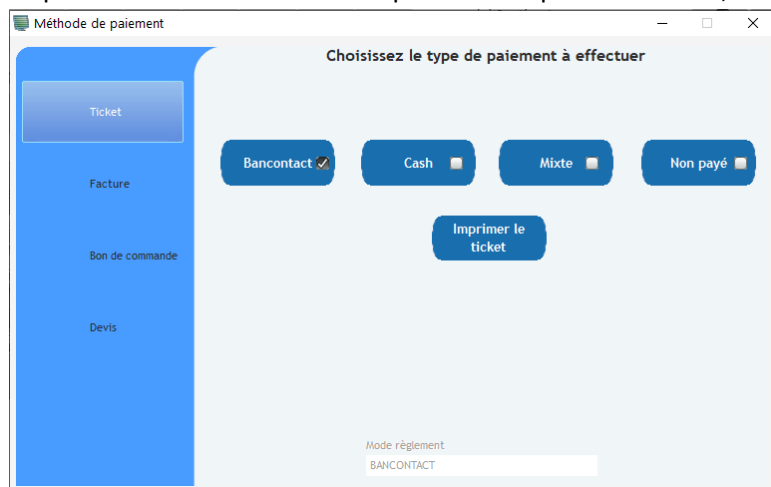 Méthode de paiement
Choisissez le type de paiement à effectuer
Ticket
Facture
Bon de commande
Devis
Bancontact
Cash
Mixte
Non payé
Imprimer le
ticket
Mode règlement
BANCONTACT